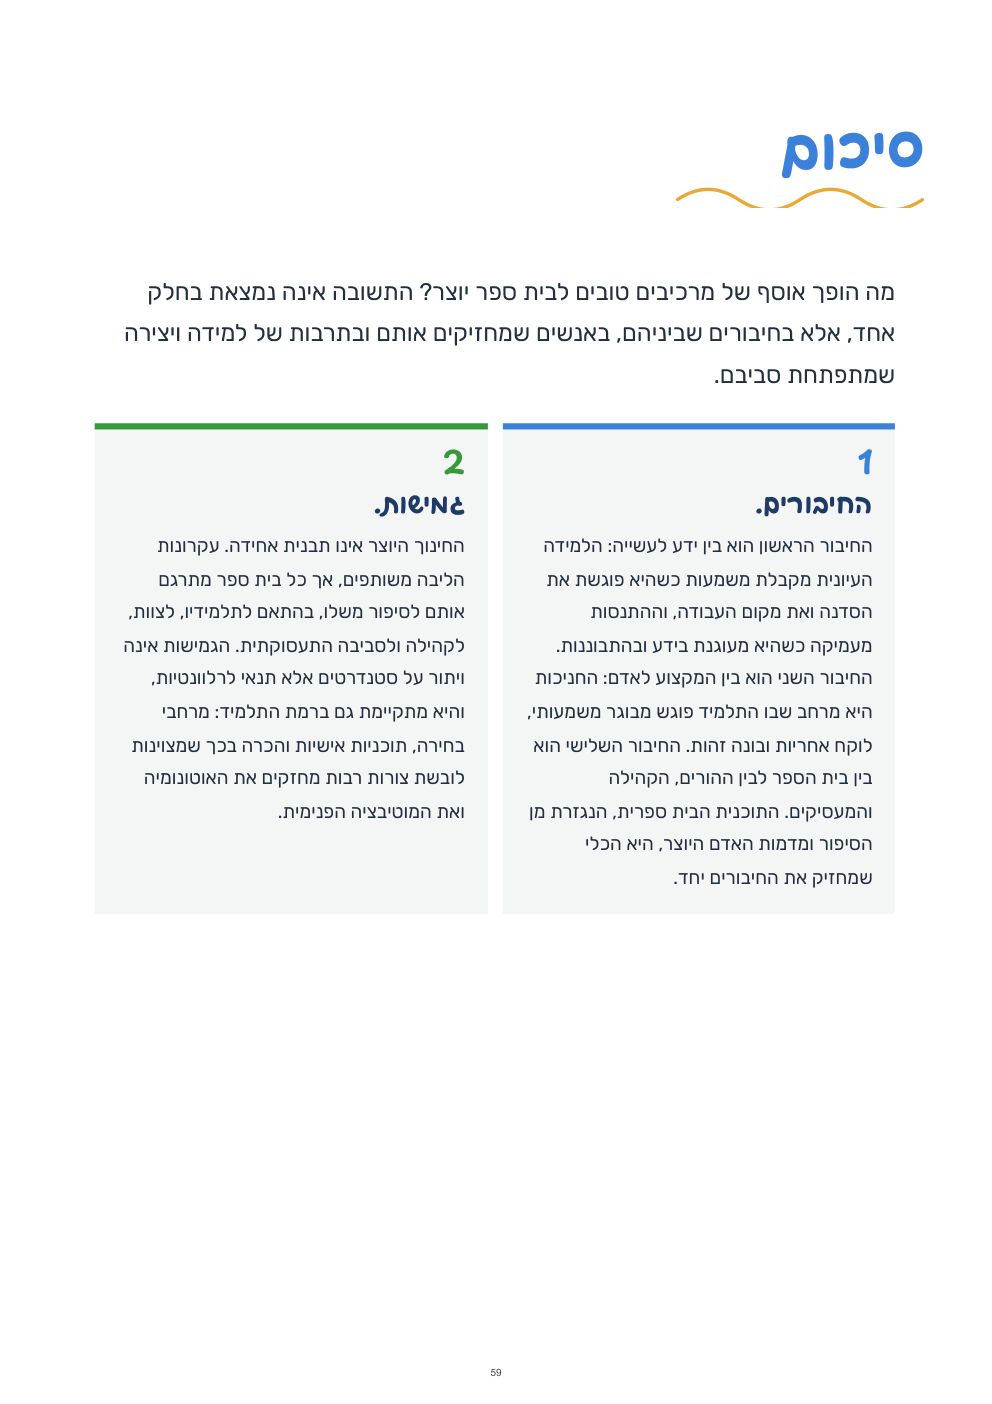 סיכום
מה הופך אוסף של מרכיבים טובים לבית ספר יוצר? התשובה אינה נמצאת בחלק
אחד, אלא בחיבורים שביניהם, באנשים שמחזיקים אותם ובתרבות של למידה ויצירה
שמתפתחת סביבם.
1
החיבורים.
החיבור הראשון הוא בין ידע לעשייה: הלמידה
העיונית מקבלת משמעות כשהיא פוגשת את
הסדנה ואת מקום העבודה, וההתנסות
מעמיקה כשהיא מעוגנת בידע ובהתבוננות.
החיבור השני הוא בין המקצוע לאדם: החניכות
היא מרחב שבו התלמיד פוגש מבוגר משמעותי,
לוקח אחריות ובונה זהות. החיבור השלישי הוא
בין בית הספר לבין ההורים, הקהילה
והמעסיקים. התוכנית הבית ספרית, הנגזרת מן
הסיפור ומדמות האדם היוצר, היא הכלי
שמחזיק את החיבורים יחד.
2
גמישות.
החינוך היוצר אינו תבנית אחידה. עקרונות
הליבה משותפים, אך כל בית ספר מתרגם
אותם לסיפור משלו, בהתאם לתלמידיו, לצוות,
לקהילה ולסביבה התעסוקתית. הגמישות אינה
ויתור על סטנדרטים אלא תנאי לרלוונטיות,
והיא מתקיימת גם ברמת התלמיד: מרחבי
בחירה, תוכניות אישיות והכרה בכך שמצוינות
לובשת צורות רבות מחזקים את האוטונומיה
ואת המוטיבציה הפנימית.
59